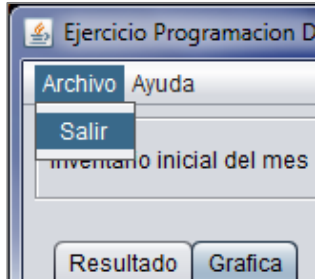 Ejercicio Programacion D
Archivo Ayuda
Salir
Inventario inicial del mes
Resultado Grafica